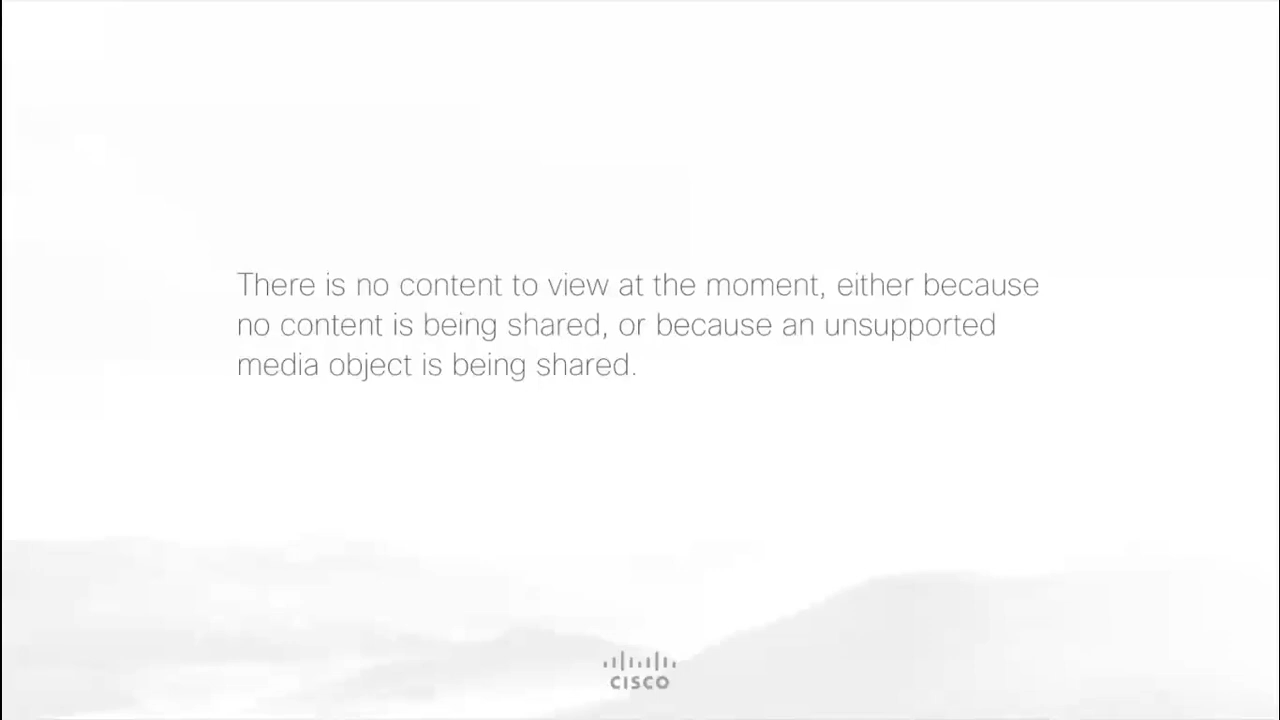 There is no content to view at the moment, either because
no content is being shared, or because an unsupported
media object is being shared.
CISCO